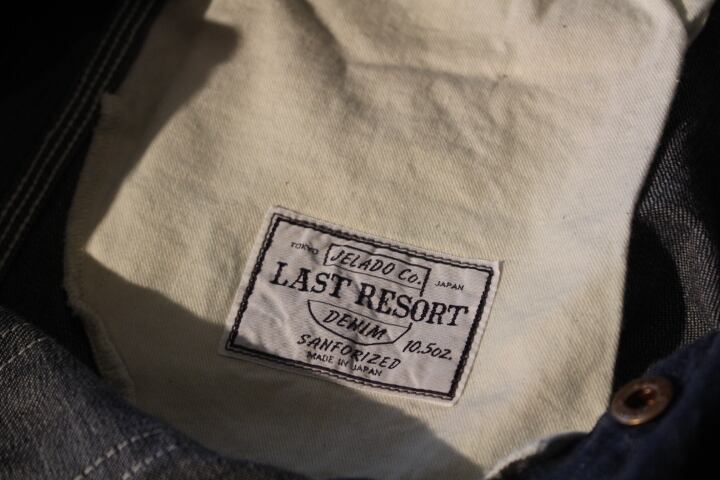 TOKYO JELADO CO. JAPAN
LAST RESORT
DENIM
SANFORIZED 10.5oz.
MADE IN JAPAN